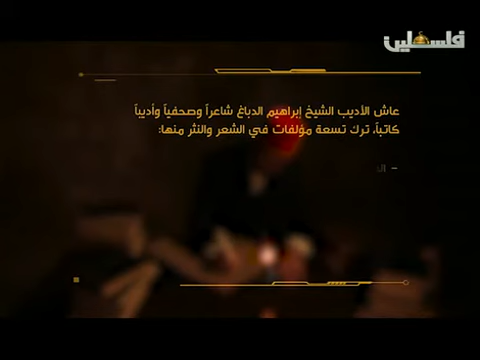 فلسطين
عاش الأديب الشيخ إبراهيم الدباغ شاعراً وصحفياً وأديباً
كاتباً، ترك تسعة مؤلفات في الشعر والنثر منها:
–